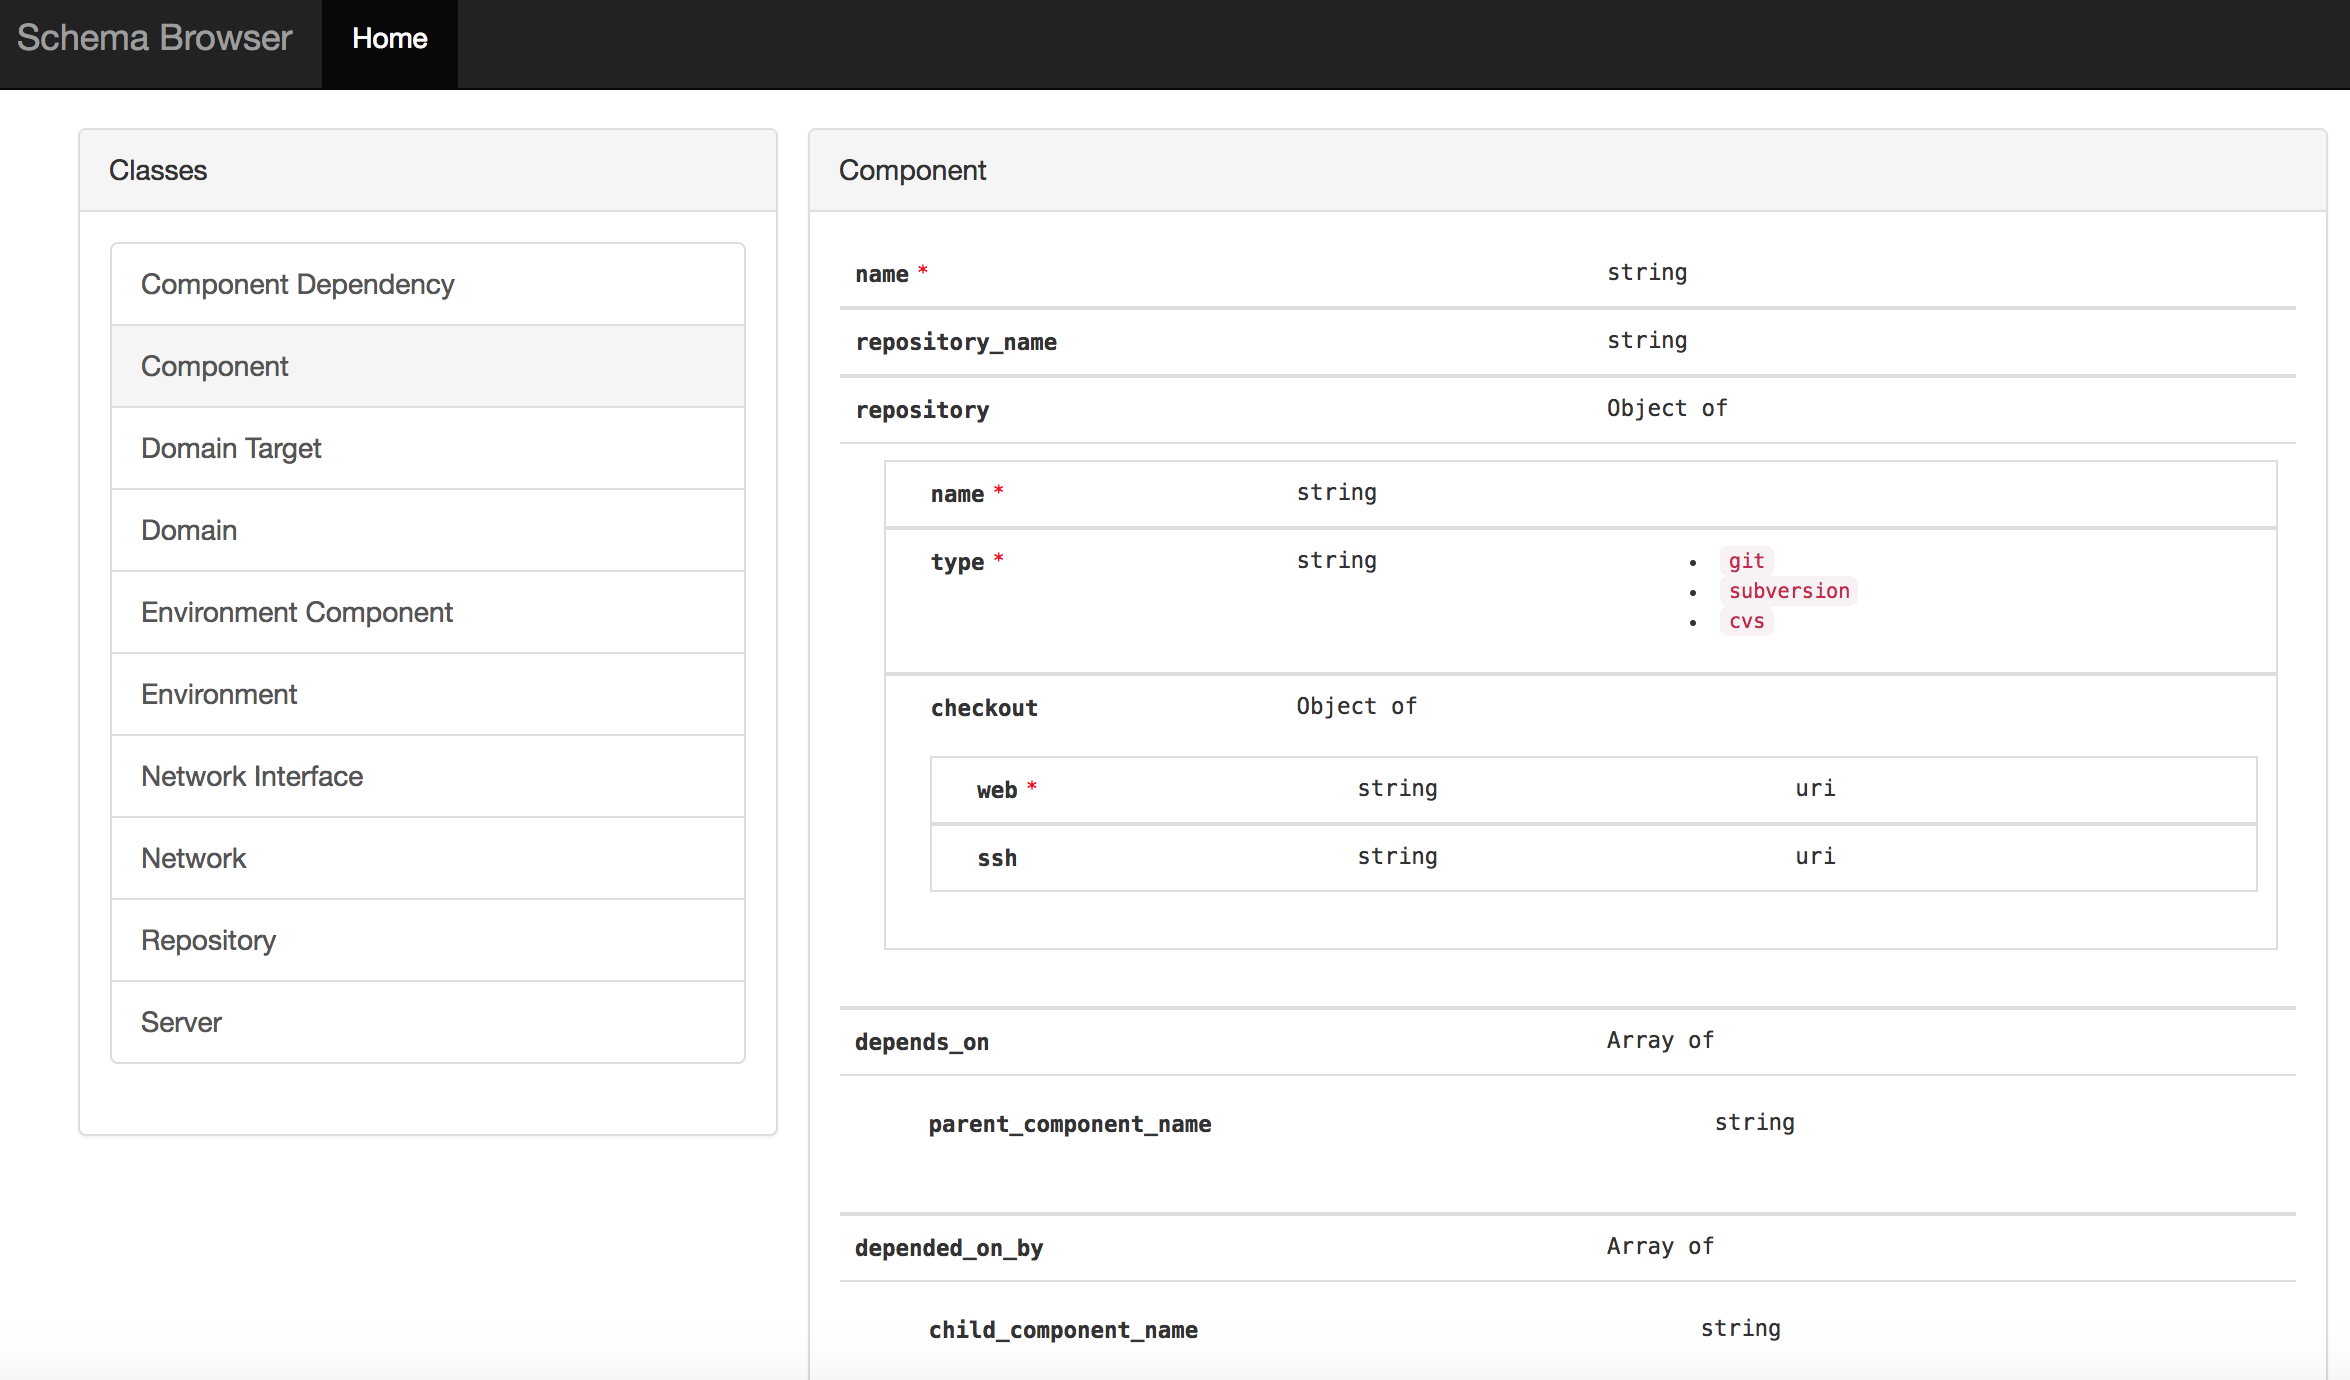 Schema Browser Home
Classes
Component Dependency
Component
Domain Target
Domain
Environment Component
Environment
Network Interface
Network
Repository
Server
Component
name * string
repository_name string
repository Object of
name * string
type * string
• git
• subversion
• cvs
checkout Object of
web * string uri
ssh string uri
depends_on Array of
parent_component_name string
depended_on_by Array of
child_component_name string